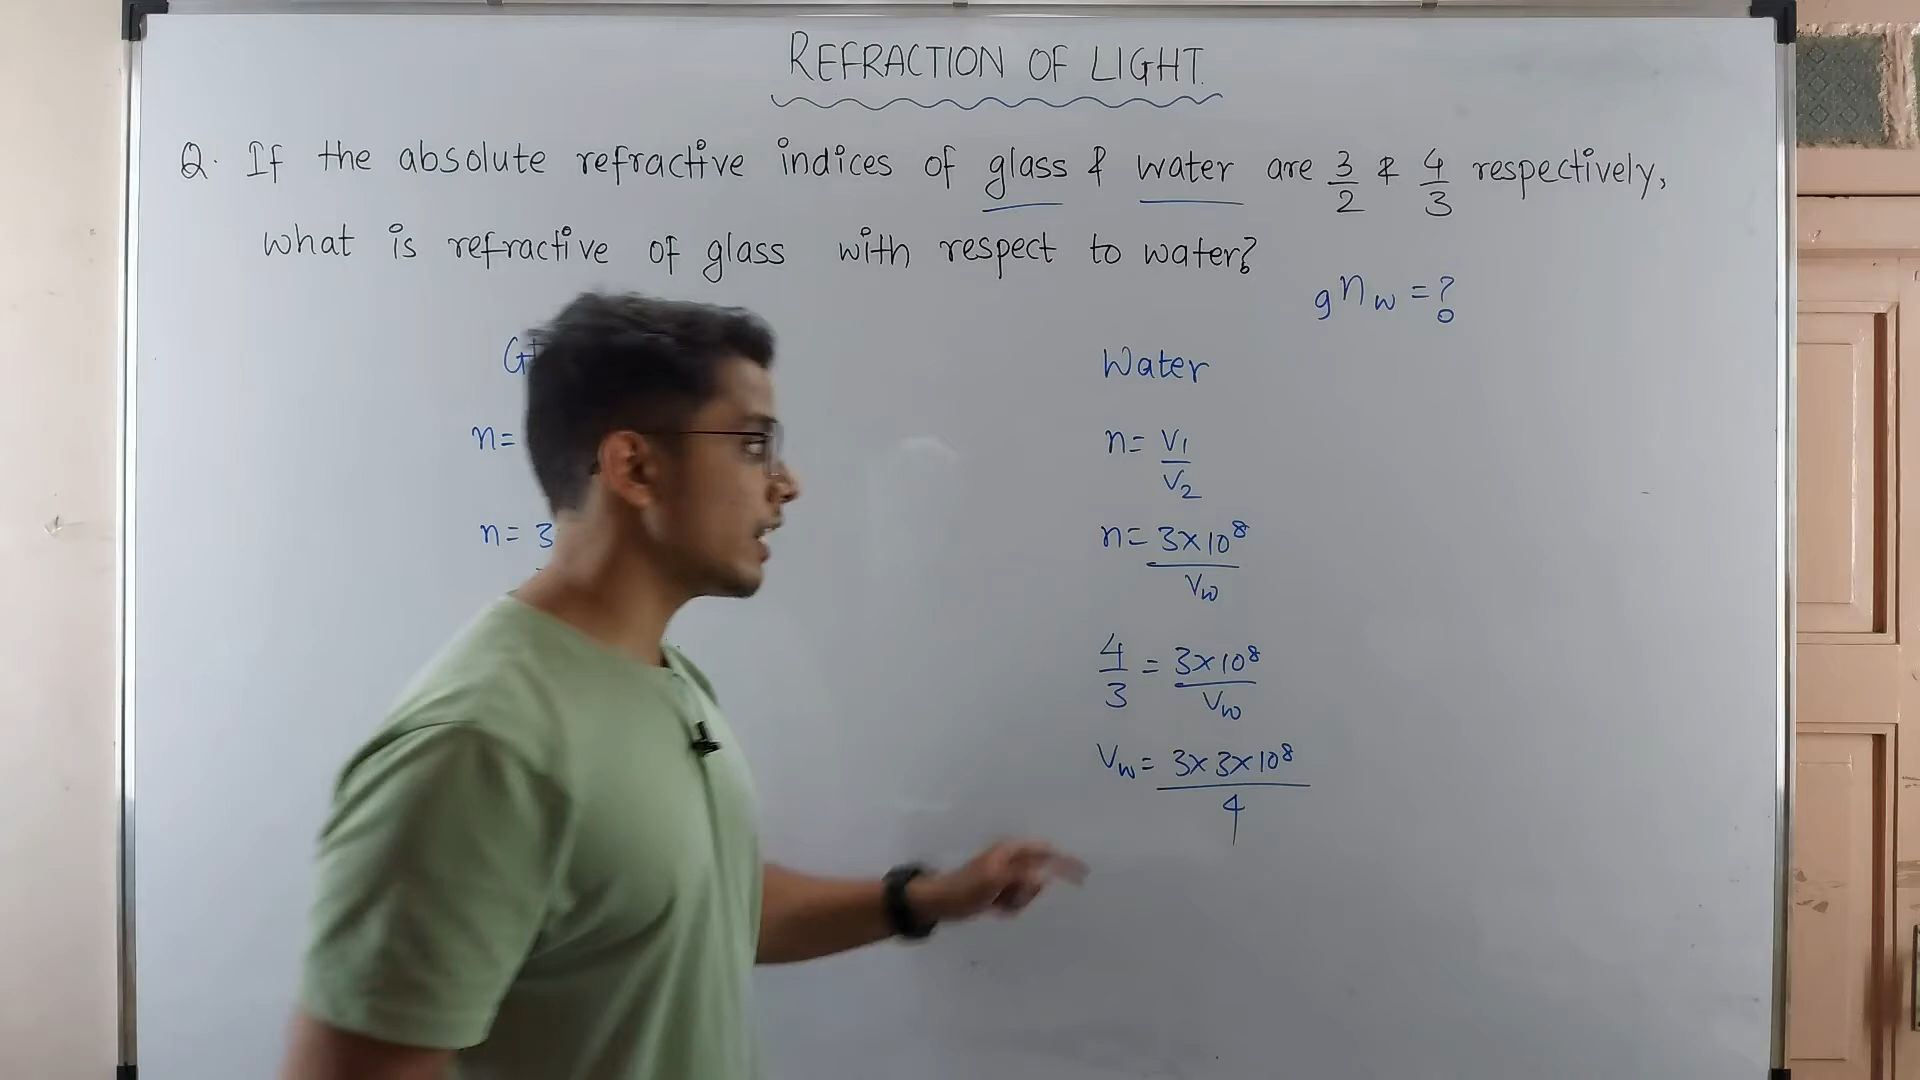 REFRACTION OF LIGHT.
Q. If the absolute refractive indices of glass & water are 3/2 & 4/3 respectively,
what is refractive of glass with respect to water?
gnw = ?
Water
n =
n = V1/V2
n = 3
n = 3×10⁸/Vw
4/3 = 3×10⁸/Vw
Vw = 3×3×10⁸/4